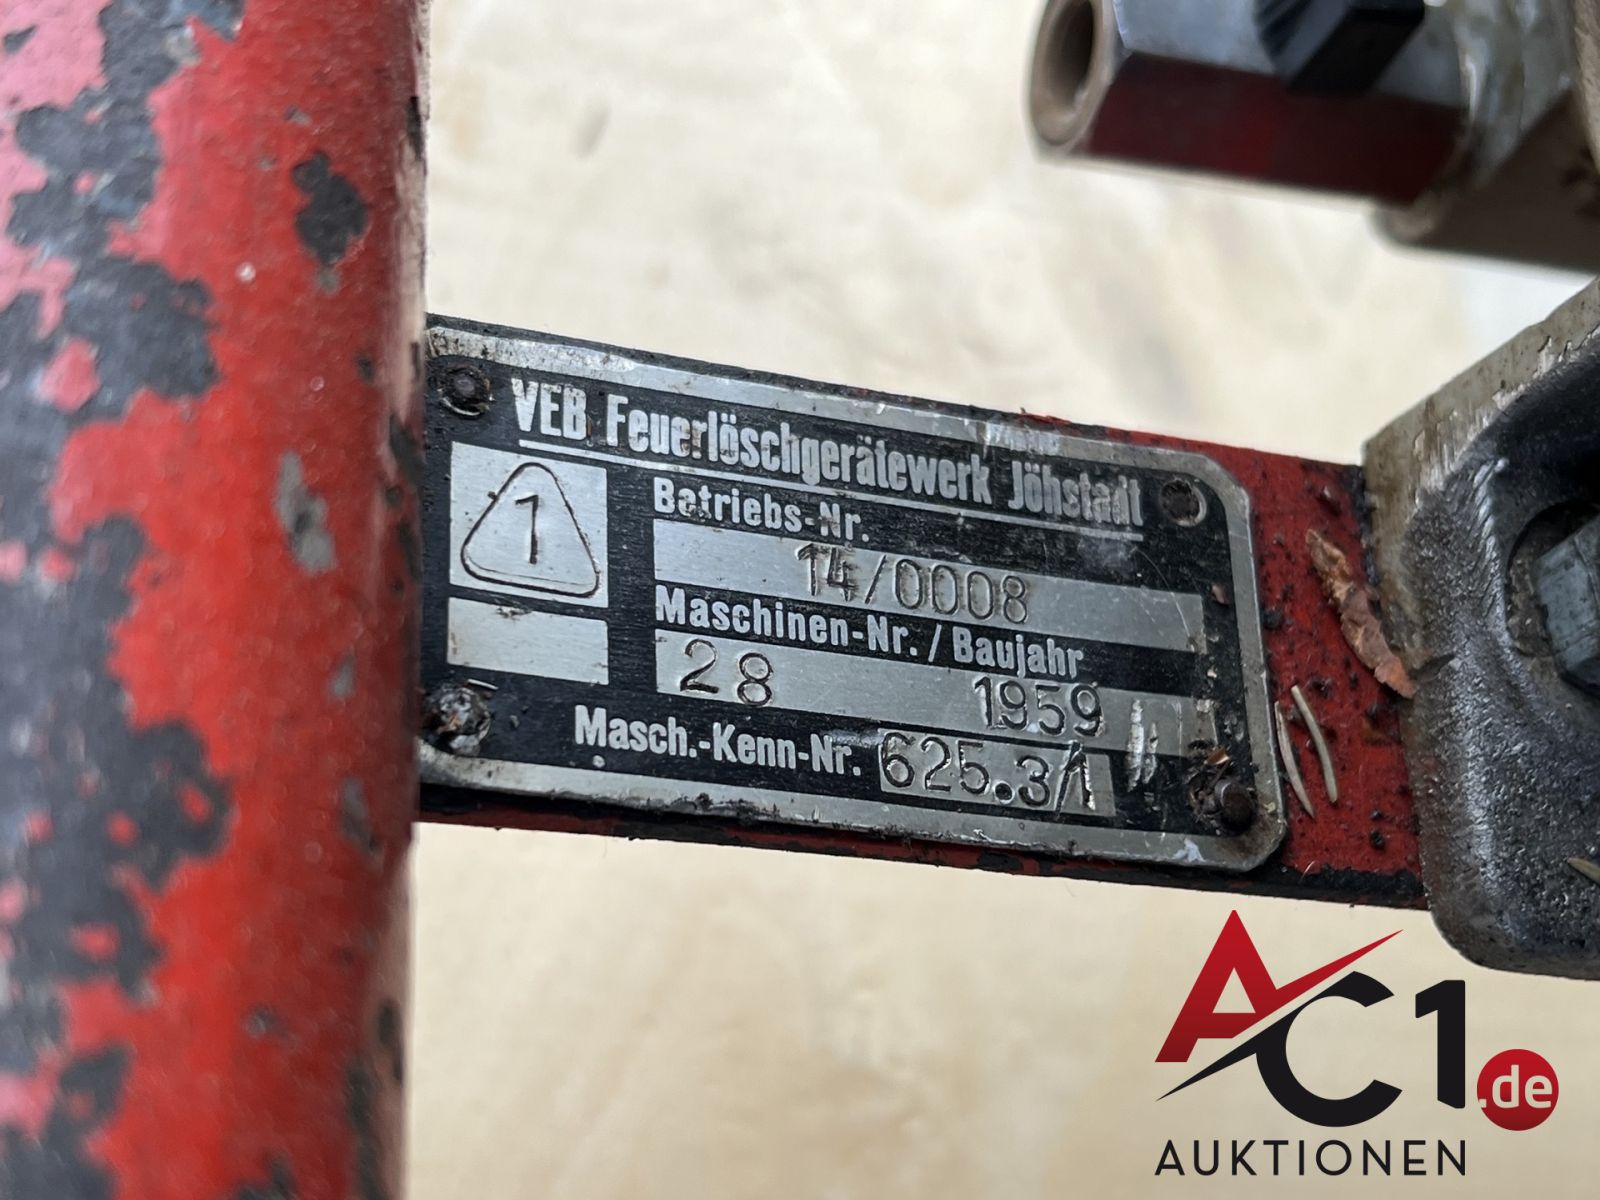 VEB Feuerlöschgerätewerk Jöhstadt
1
Betriebs-Nr.
14/0008
Maschinen-Nr. / Baujahr
28 1959
Masch.-Kenn-Nr. 625.3/1
AC1.de
AUKTIONEN